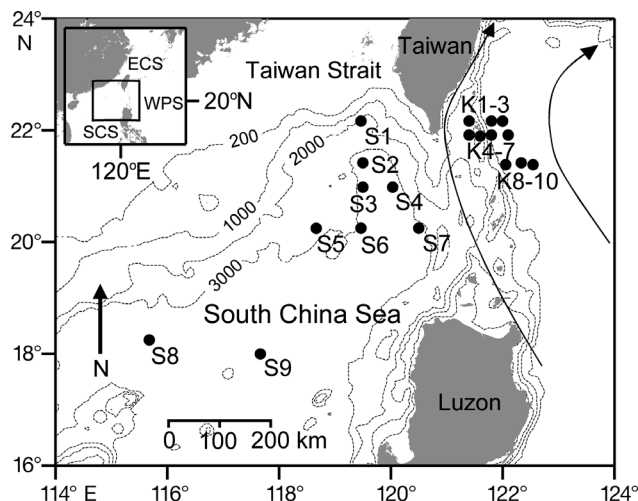 24°
N
22°
20°
18°
16°
114° E
116°
118°
120°
122°
124°
ECS
WPS
SCS
20°N
120°E
Taiwan Strait
Taiwan
200
2000
1000
3000
K1-3
K4-7
K8-10
S1
S2
S3
S4
S5
S6
S7
South China Sea
S8
S9
N
Luzon
0 100 200 km